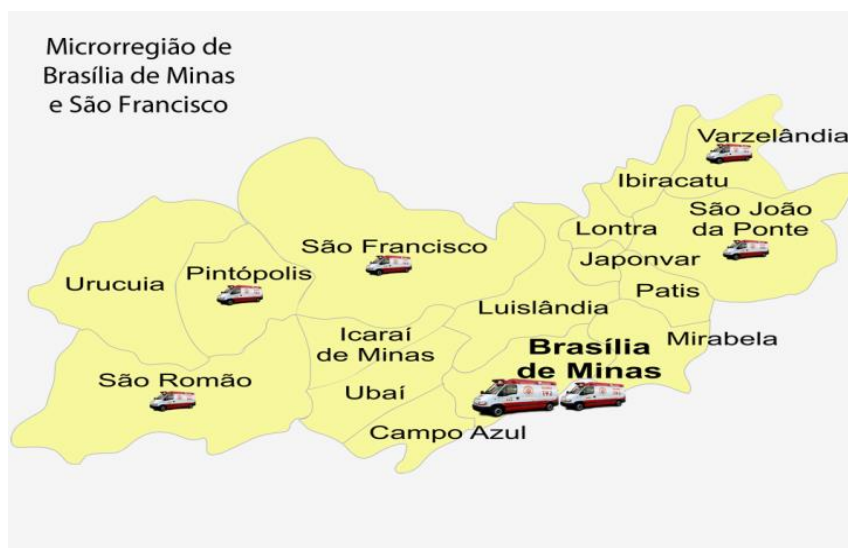 Microrregião de
Brasília de Minas
e São Francisco
Varzelândia
Ibiracatu
São João
da Ponte
Lontra
Japonvar
São Francisco
Pintópolis
Urucuia
Patis
Luislândia
Mirabela
Icaraí
de Minas
Brasília
de Minas
São Romão
Ubaí
Campo Azul